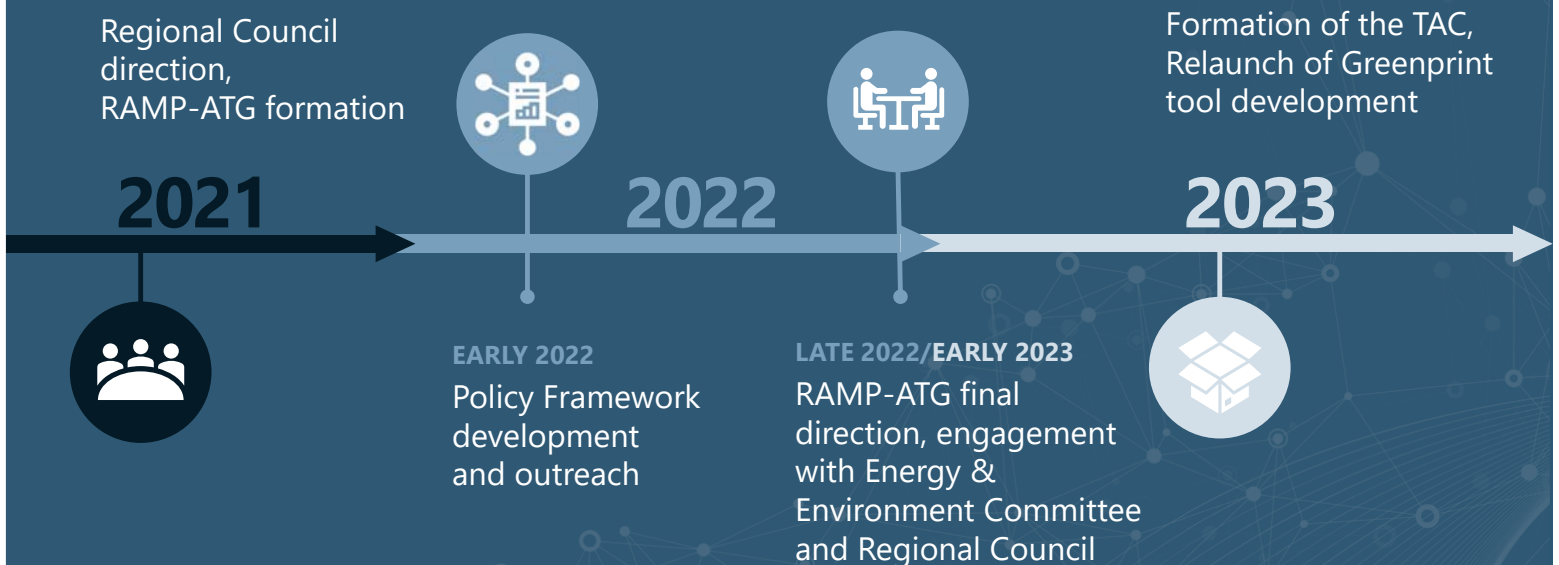 Regional Council
direction,
RAMP-ATG formation
2021
2022
EARLY 2022
Policy Framework
development
and outreach
LATE 2022/EARLY 2023
RAMP-ATG final
direction, engagement
with Energy &
Environment Committee
and Regional Council
Formation of the TAC,
Relaunch of Greenprint
tool development
2023